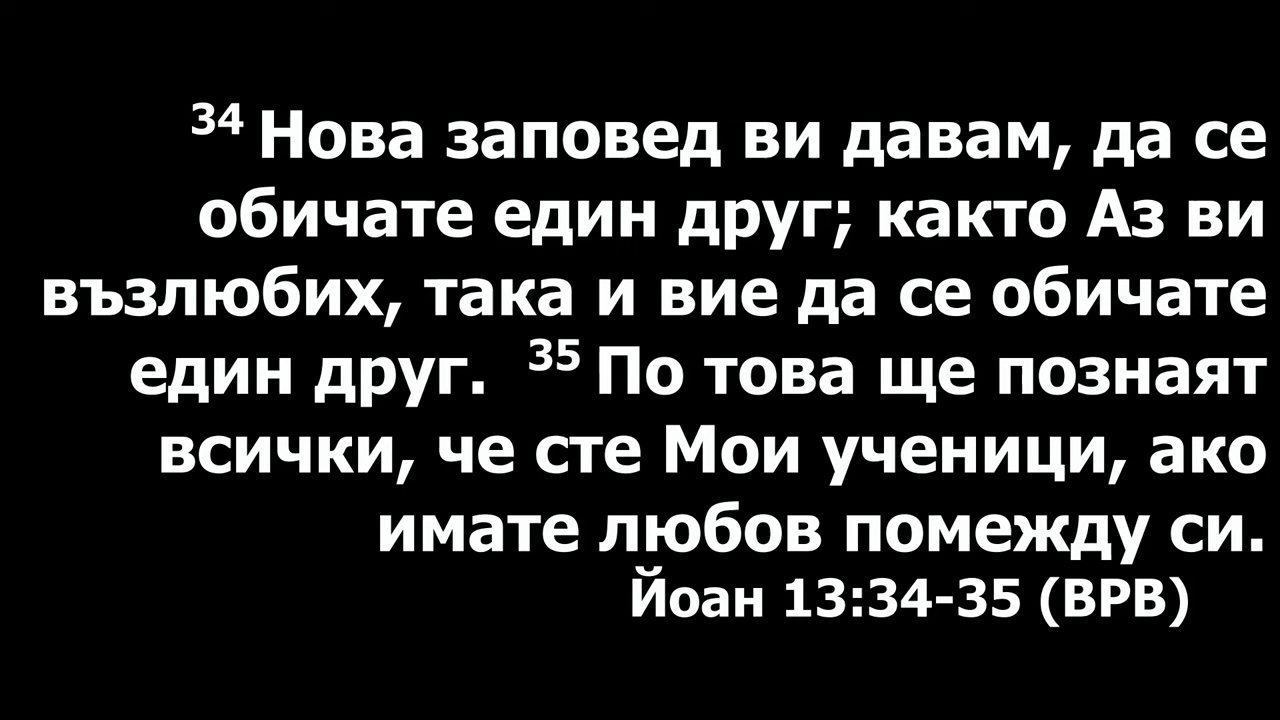 34 Нова заповед ви давам, да се
обичате един друг; както Аз ви
възлюбих, така и вие да се обичате
един друг. 35 По това ще познаят
всички, че сте Мои ученици, ако
имате любов помежду си.
Йоан 13:34-35 (ВРВ)